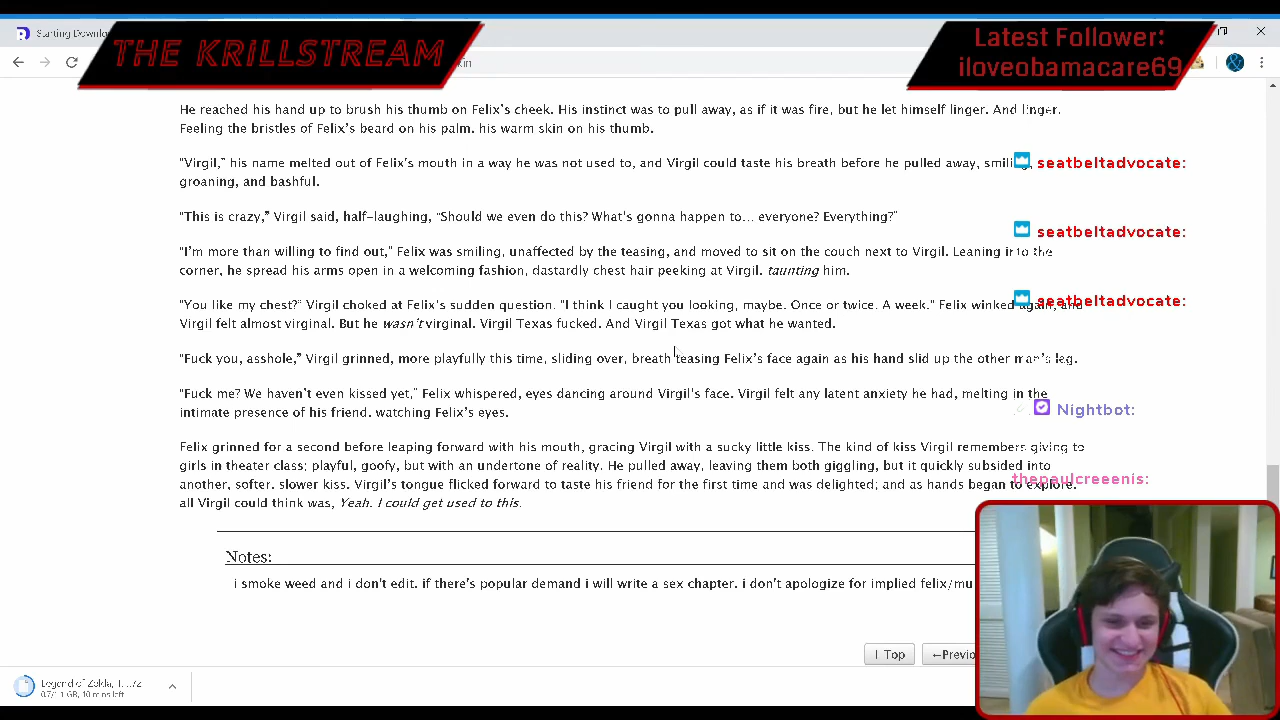 Starting Downlo
THE KRILLSTREAM
Latest Follower:
iloveobamacare69
He reached his hand up to brush his thumb on Felix's cheek. His instinct was to pull away, as if it was fire, but he let himself linger. And linger.
Feeling the bristles of Felix's beard on his palm, his warm skin on his thumb.
"Virgil," his name melted out of Felix's mouth in a way he was not used to, and Virgil could taste his breath before he pulled away,
groaning, and bashful.
"This is crazy," Virgil said, half-laughing, "Should we even do this? What's gonna happen to... everyone? Everything?"
"I'm more than willing to find out," Felix was smiling, unaffected by the teasing, and moved to sit on the couch next to Virgil. Leaning into the
corner, he spread his arms open in a welcoming fashion, dastardly chest hair peeking at Virgil, taunting him.
"You like my chest?" Virgil choked at Felix's sudden question. "I think I caught you looking, maybe. Once or twice. A week." Felix winked again, and
Virgil felt almost virginal. But he wasn't virginal. Virgil Texas fucked. And Virgil Texas got what he wanted.
"Fuck you, asshole," Virgil grinned, more playfully this time, sliding over, breath teasing Felix's face again as his hand slid up the other man's leg.
"Fuck me? We haven't even kissed yet," Felix whispered, eyes dancing around Virgil's face. Virgil felt any latent anxiety he had, melting in the
intimate presence of his friend, watching Felix's eyes.
Felix grinned for a second before leaping forward with his mouth, gracing Virgil with a sucky little kiss. The kind of kiss Virgil remembers giving to
girls in theater class; playful, goofy, but with an undertone of reality. He pulled away, leaving them both giggling, but it quickly subsided into
another, softer, slower kiss. Virgil's tongue flicked forward to taste his friend for the first time and was delighted; and as hands began to explore,
all Virgil could think was, Yeah. I could get used to this.
seatbeltadvocate:
seatbeltadvocate:
seatbeltadvocate:
Nightbot:
thepaulcreeenis:
Notes:
i smoke weed and i don't edit. if there's popular demand i will write a sex chapter. i don't apologize for implied felix/mu
↑ Top
←Previo
Legend of Zelda,
0.7/1.1 GB, 10 mins left